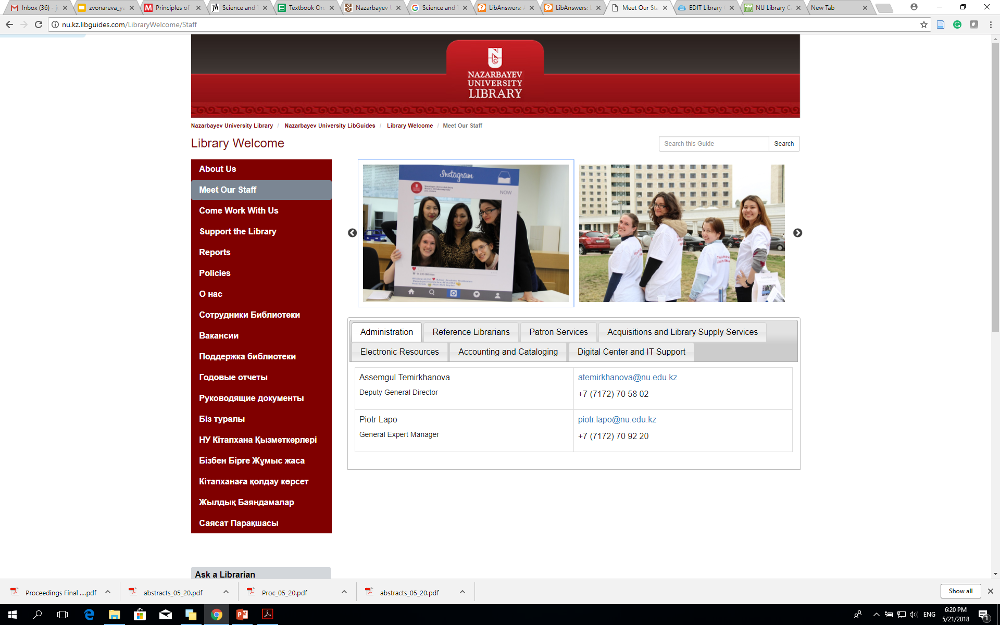 Inbox (36) - j
zvonareva_ya
Principles of
Science and
Textbook Orc
Nazarbayev U
Science and
LibAnswers: A
LibAnswers: L
Meet Our Sta
EDIT Library
NU Library C
New Tab
nu.kz.libguides.com/LibraryWelcome/Staff
NAZARBAYEV
UNIVERSITY
LIBRARY
Nazarbayev University Library / Nazarbayev University LibGuides / Library Welcome / Meet Our Staff
Library Welcome
Search this Guide
Search
About Us
Meet Our Staff
Come Work With Us
Support the Library
Reports
Policies
О нас
Сотрудники Библиотеки
Вакансии
Поддержка библиотеки
Годовые отчеты
Руководящие документы
Біз туралы
НУ Кітапхана Қызметкерлері
Бізбен Бірге Жұмыс жаса
Кітапханаға қолдау көрсет
Жылдық Баяндамалар
Саясат Парақшасы
Instagram
Nazarbayev University Library
NOW
Administration
Reference Librarians
Patron Services
Acquisitions and Library Supply Services
Electronic Resources
Accounting and Cataloging
Digital Center and IT Support
Assemgul Temirkhanova
Deputy General Director
atemirkhanova@nu.edu.kz
+7 (7172) 70 58 02
Piotr Lapo
General Expert Manager
piotr.lapo@nu.edu.kz
+7 (7172) 70 92 20
Ask a Librarian
Proceedings Final ....pdf
abstracts_05_20.pdf
Proc_05_20.pdf
abstracts_05_20.pdf
Show all
ENG
6:20 PM
5/21/2018
1